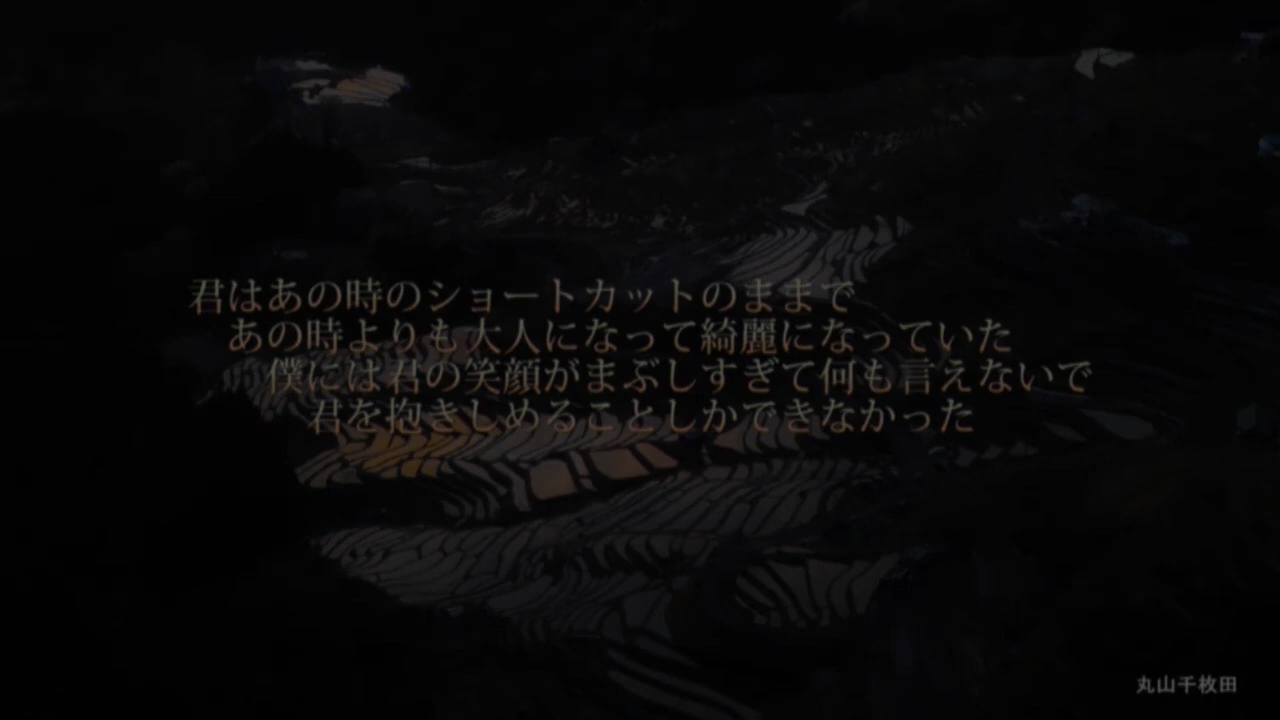 君はあの時のショートカットのままで
あの時よりも大人になって綺麗になっていた
僕には君の笑顔がまぶしすぎて何も言えないで
君を抱きしめることしかできなかった
丸山千枚田